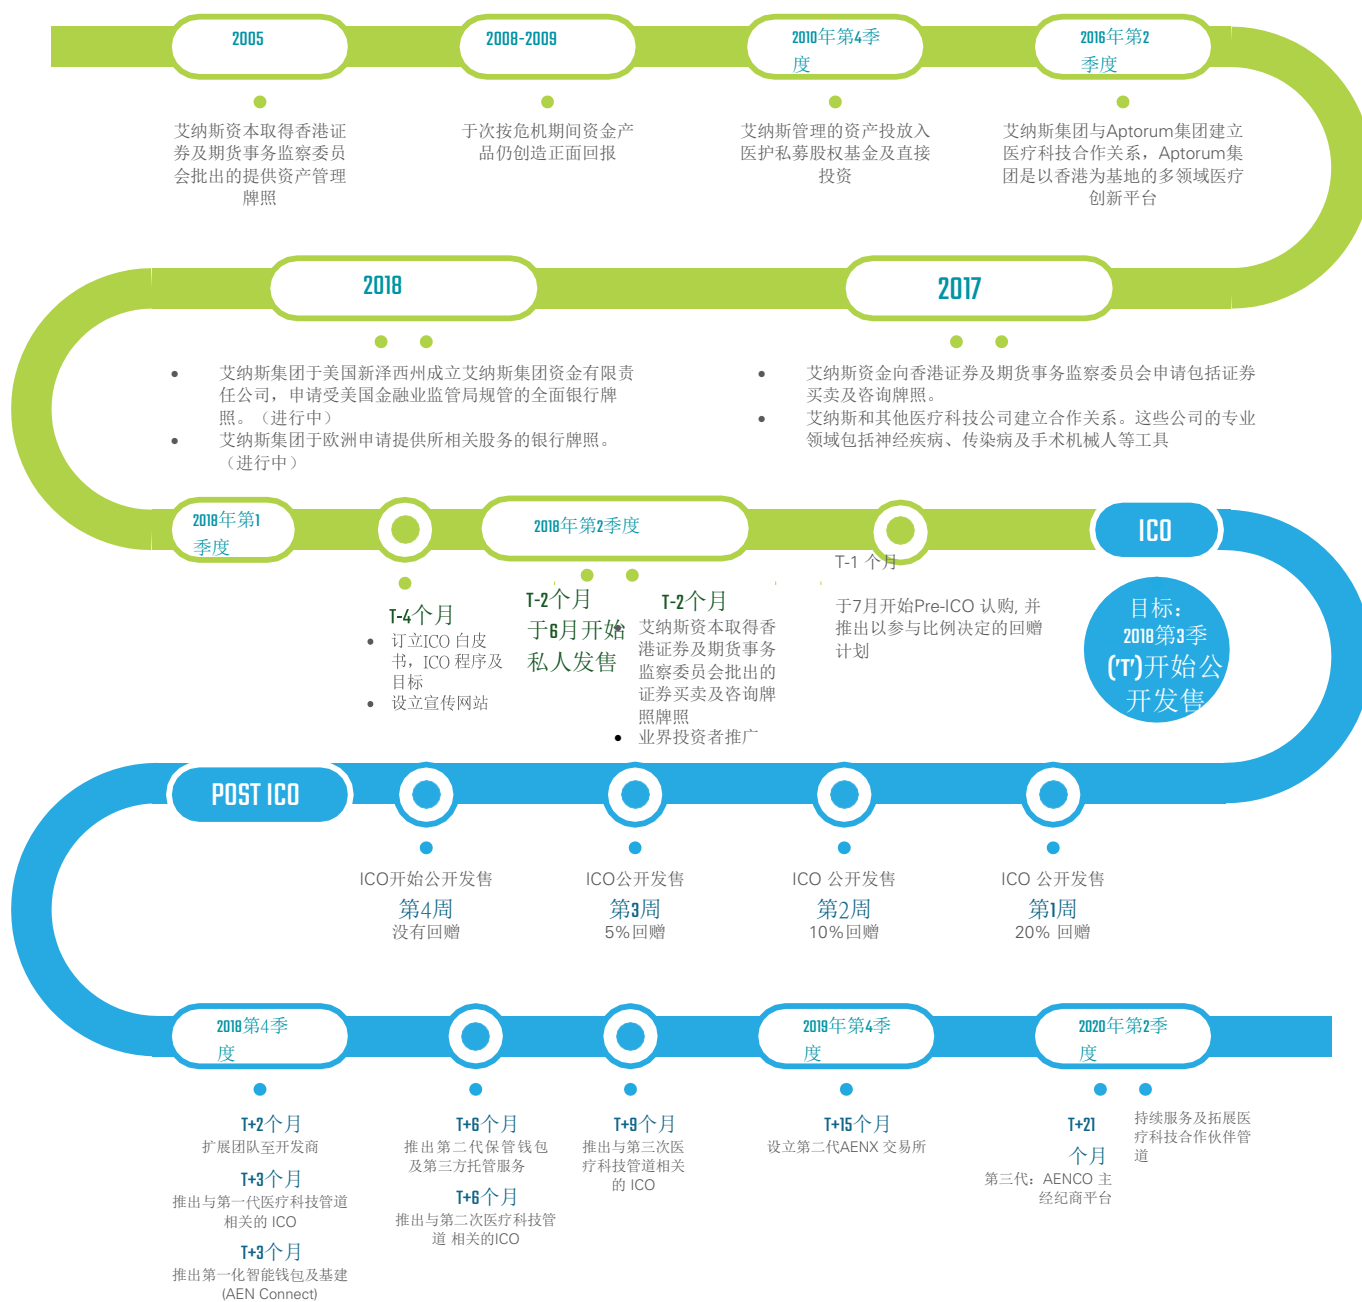 2005
艾纳斯资本取得香港证
券及期货事务监察委员
会批出的提供资产管理
牌照
2008-2009
于次按危机期间资金产
品仍创造正面回报
2010年第4季
度
艾纳斯管理的资产投放入
医护私募股权基金及直接
投资
2016年第2
季度
艾纳斯集团与Aptorum集团建立
医疗科技合作关系，Aptorum集
团是以香港为基地的多领域医疗
创新平台
2018
• 艾纳斯集团于美国新泽西州成立艾纳斯集团资金有限责
任公司，申请受美国金融业监管局规管的全面银行牌
照。（进行中）
• 艾纳斯集团于欧洲申请提供所相关股务的银行牌照。
（进行中）
2017
• 艾纳斯资金向香港证券及期货事务监察委员会申请包括证券
买卖及咨询牌照。
• 艾纳斯和其他医疗科技公司建立合作关系。这些公司的专业
领域包括神经疾病、传染病及手术机械人等工具
2018年第1
季度
T-4个月
• 订立ICO 白皮
书，ICO 程序及
目标
• 设立宣传网站
2018年第2季度
T-2个月
于6月开始
私人发售
T-2个月
• 艾纳斯资本取得香
港证券及期货事务
监察委员会批出的
证券买卖及咨询牌
照牌照
• 业界投资者推广
T-1 个月
于7月开始Pre-ICO 认购, 并
推出以参与比例决定的回赠
计划
ICO
目标：
2018第3季
('T')开始公
开发售
POST ICO
ICO开始公开发售
第4周
没有回赠
ICO公开发售
第3周
5%回赠
ICO 公开发售
第2周
10%回赠
ICO 公开发售
第1周
20% 回赠
2018第4季
度
T+2个月
扩展团队至开发商
T+3个月
推出与第一代医疗科技管道
相关的 ICO
T+3个月
推出第一化智能钱包及基建
(AEN Connect)
T+6个月
推出第二代保管钱包
及第三方托管服务
T+6个月
推出与第二次医疗科技管
道 相关的ICO
T+9个月
推出与第三次医
疗科技管道相关
的 ICO
2019年第4季
度
T+15个月
设立第二代AENX 交易所
2020年第2季
度
T+21
个月
第三代：AENCO 主
经纪商平台
持续服务及拓展医
疗科技合作伙伴管
道